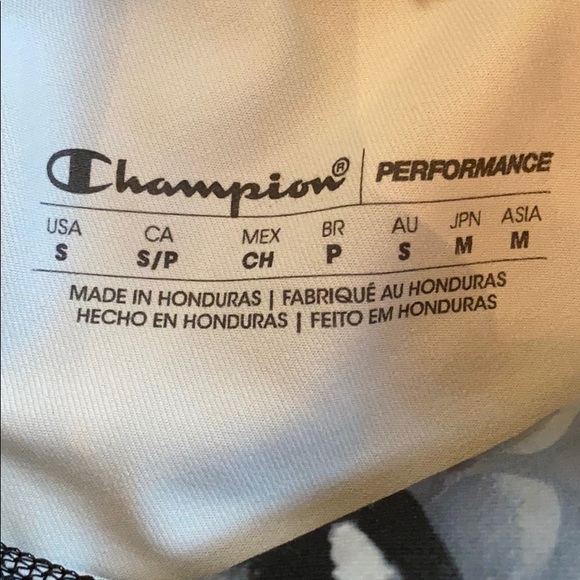 Champion® | PERFORMANCE
USA CA MEX BR AU JPN ASIA
S S/P CH P S M M
MADE IN HONDURAS | FABRIQUÉ AU HONDURAS
HECHO EN HONDURAS | FEITO EM HONDURAS